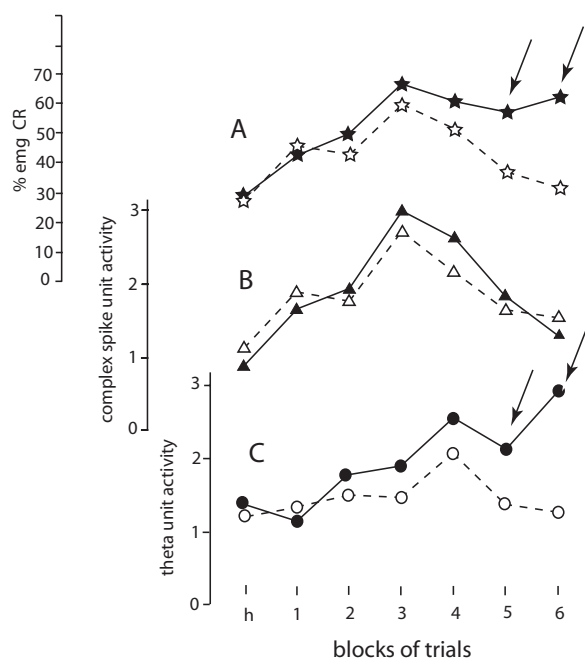 70
60
50
40
30
20
10
0
% emg CR
A
3
2
1
0
complex spike unit activity
B
3
2
1
0
theta unit activity
C
h 1 2 3 4 5 6
blocks of trials